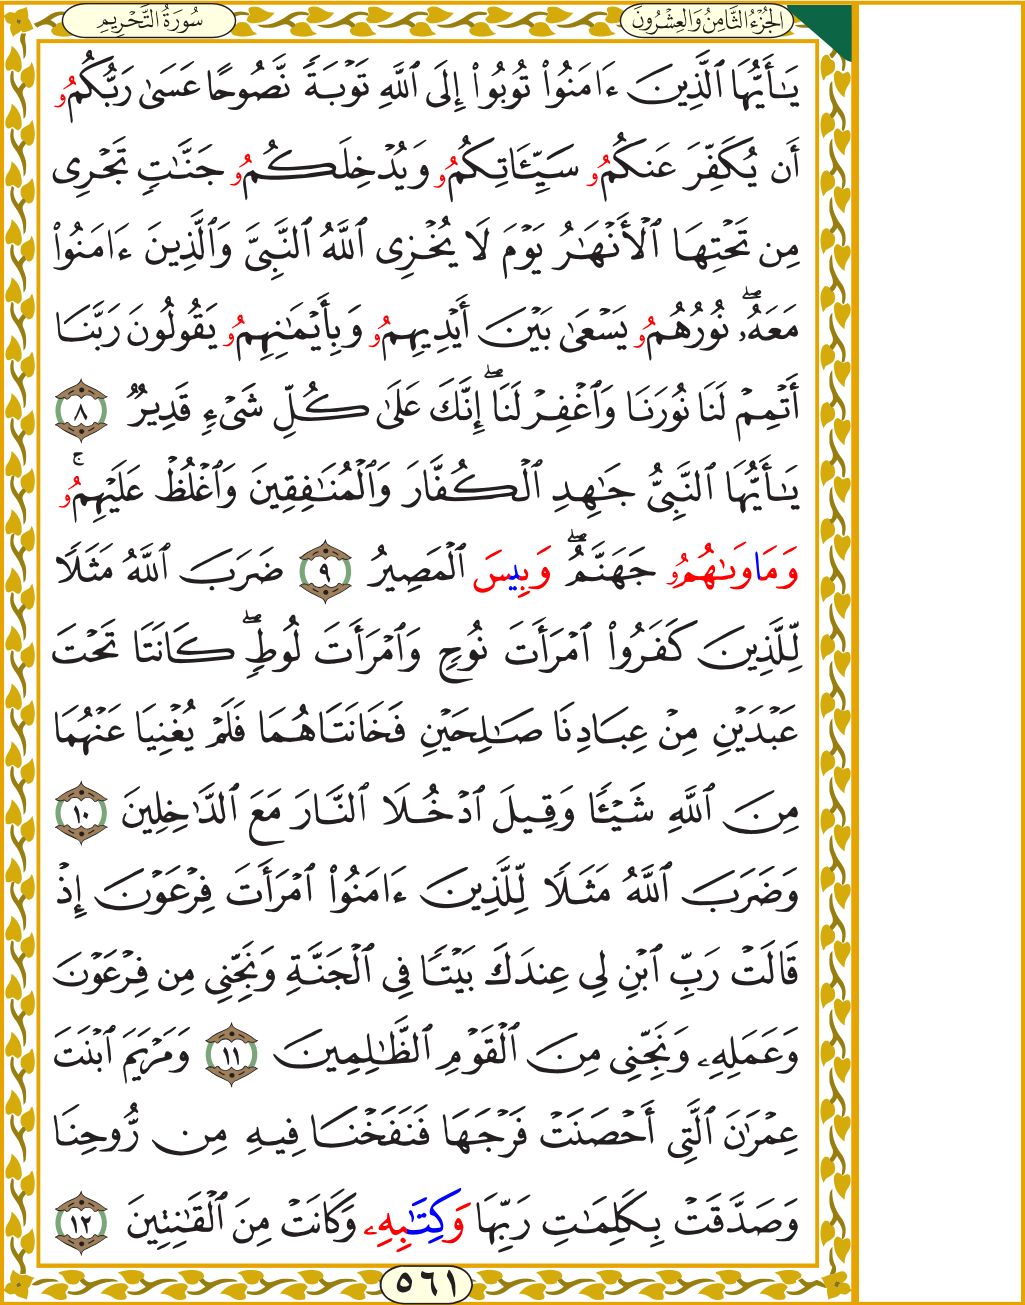 سُورَةُ التَّحْرِيمِ
الجُزْءُ الثَّامِنُ وَالعِشْرُونَ
يَـٰٓأَيُّهَا ٱلَّذِينَ ءَامَنُوا۟ تُوبُوٓا۟ إِلَى ٱللَّهِ تَوْبَةً نَّصُوحًا عَسَىٰ رَبُّكُمُۥ
أَن يُكَفِّرَ عَنكُمُۥ سَيِّـَٔاتِكُمُۥ وَيُدْخِلَكُمُۥ جَنَّـٰتٍ تَجْرِى
مِن تَحْتِهَا ٱلْأَنْهَـٰرُ يَوْمَ لَا يُخْزِى ٱللَّهُ ٱلنَّبِىَّ وَٱلَّذِينَ ءَامَنُوا۟
مَعَهُۥۖ نُورُهُمُۥ يَسْعَىٰ بَيْنَ أَيْدِيهِمُۥ وَبِأَيْمَـٰنِهِمُۥ يَقُولُونَ رَبَّنَا
أَتْمِمْ لَنَا نُورَنَا وَٱغْفِرْ لَنَاۖ إِنَّكَ عَلَىٰ كُلِّ شَىْءٍ قَدِيرٌ ٨
يَـٰٓأَيُّهَا ٱلنَّبِىُّ جَـٰهِدِ ٱلْكُفَّارَ وَٱلْمُنَـٰفِقِينَ وَٱغْلُظْ عَلَيْهِمُۥۚ
وَمَاوَىٰهُمُۥ جَهَنَّمُۖ وَبِيسَ ٱلْمَصِيرُ ٩ ضَرَبَ ٱللَّهُ مَثَلًا
لِّلَّذِينَ كَفَرُوا۟ ٱمْرَأَتَ نُوحٍ وَٱمْرَأَتَ لُوطٍۖ كَانَتَا تَحْتَ
عَبْدَيْنِ مِنْ عِبَادِنَا صَـٰلِحَيْنِ فَخَانَتَاهُمَا فَلَمْ يُغْنِيَا عَنْهُمَا
مِنَ ٱللَّهِ شَيْـًٔا وَقِيلَ ٱدْخُلَا ٱلنَّارَ مَعَ ٱلدَّٰخِلِينَ ١٠
وَضَرَبَ ٱللَّهُ مَثَلًا لِّلَّذِينَ ءَامَنُوا۟ ٱمْرَأَتَ فِرْعَوْنَ إِذْ
قَالَتْ رَبِّ ٱبْنِ لِى عِندَكَ بَيْتًا فِى ٱلْجَنَّةِ وَنَجِّنِى مِن فِرْعَوْنَ
وَعَمَلِهِۦ وَنَجِّنِى مِنَ ٱلْقَوْمِ ٱلظَّـٰلِمِينَ ١١ وَمَرْيَمَ ٱبْنَتَ
عِمْرَٰنَ ٱلَّتِى أَحْصَنَتْ فَرْجَهَا فَنَفَخْنَا فِيهِ مِن رُّوحِنَا
وَصَدَّقَتْ بِكَلِمَـٰتِ رَبِّهَا وَكِتَـٰبِهِۦ وَكَانَتْ مِنَ ٱلْقَـٰنِتِينَ ١٢
٥٦١